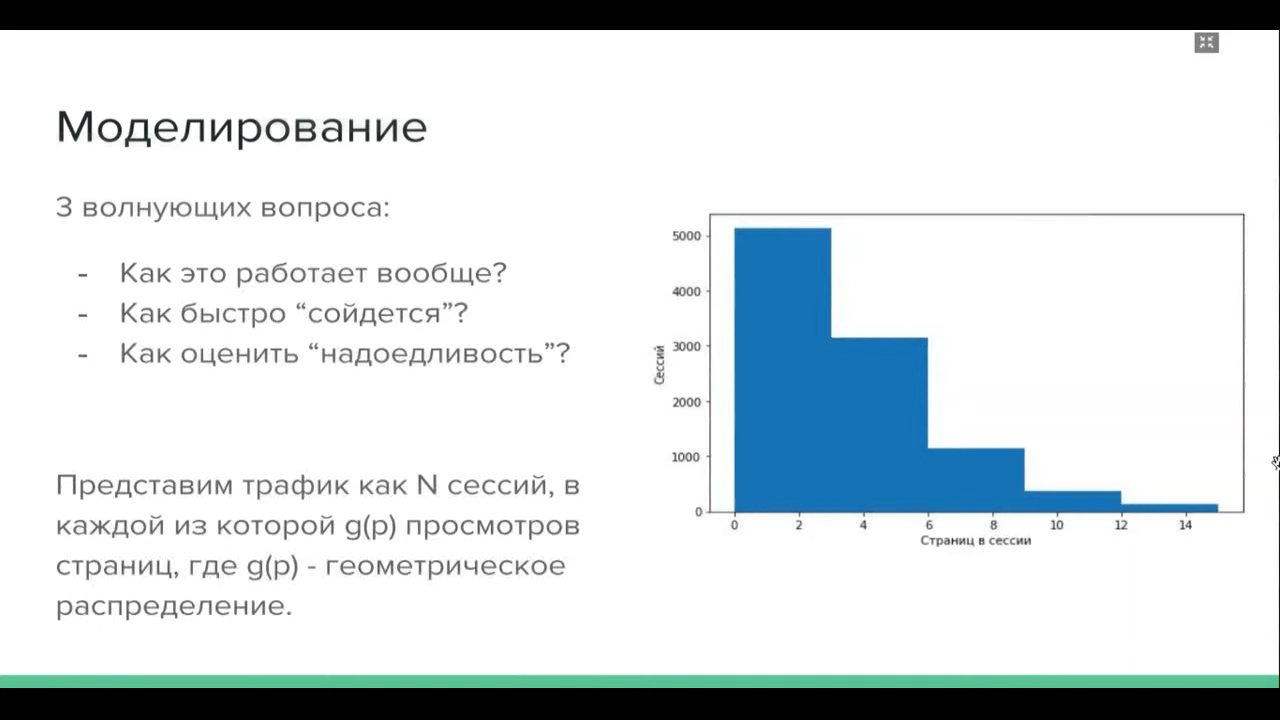 Моделирование
3 волнующих вопроса:
- Как это работает вообще?
- Как быстро “сойдется”?
- Как оценить “надоедливость”?
Представим трафик как N сессий, в
каждой из которой g(p) просмотров
страниц, где g(p) - геометрическое
распределение.
5000
4000
3000
2000
1000
0
Сессий
0 2 4 6 8 10 12 14
Страниц в сессии